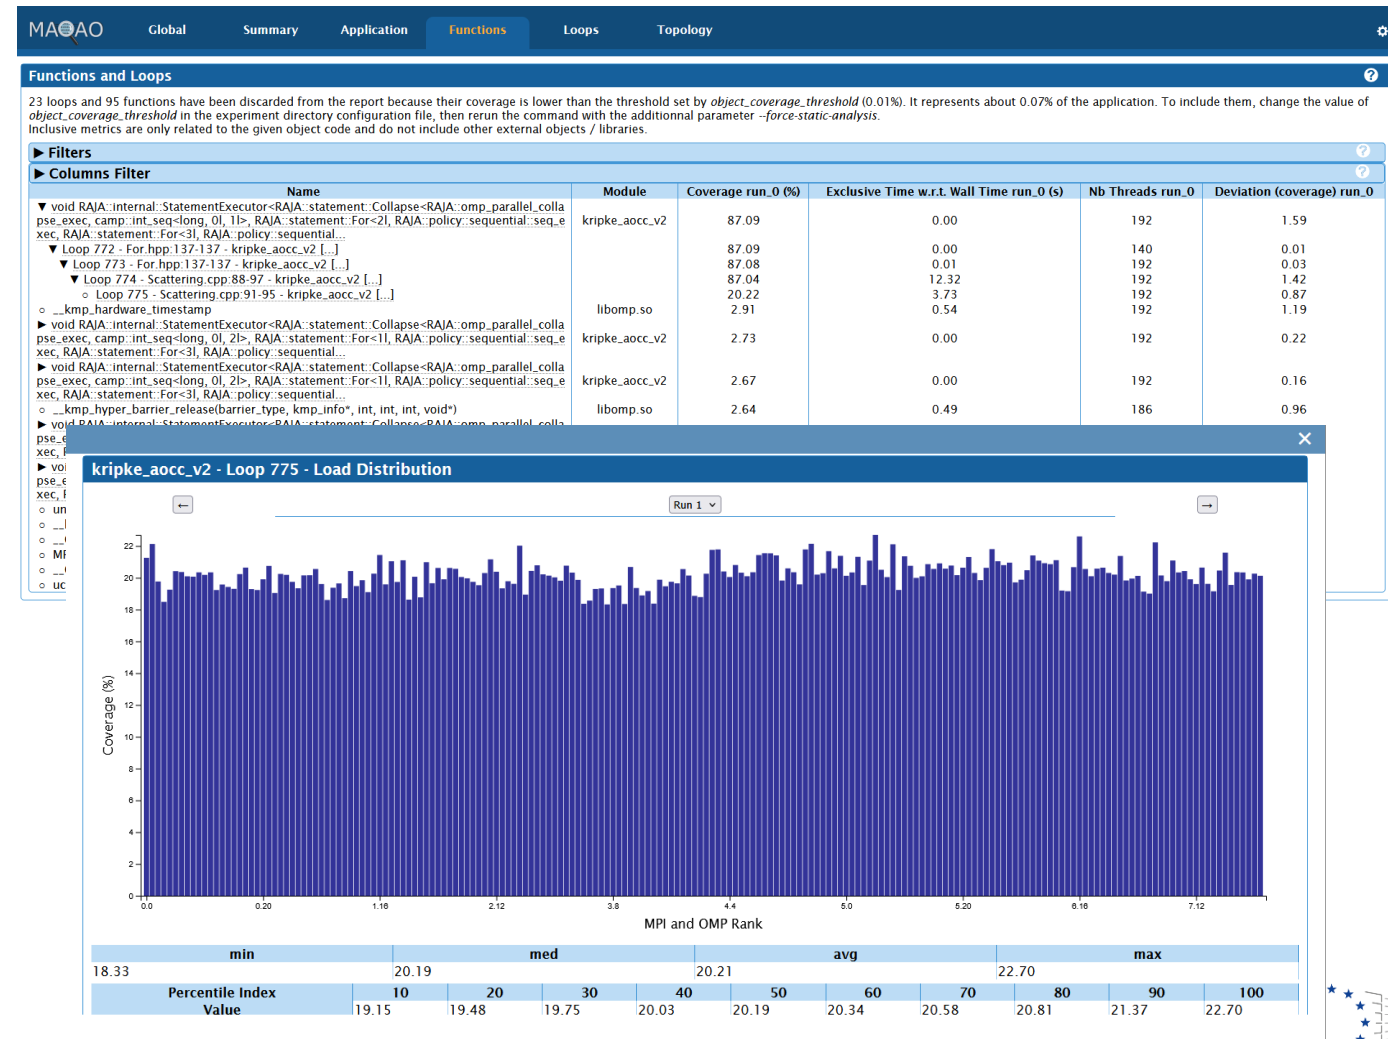 MAQAO Global Summary Application Functions Loops Topology
Functions and Loops
23 loops and 95 functions have been discarded from the report because their coverage is lower than the threshold set by object_coverage_threshold (0.01%). It represents about 0.07% of the application. To include them, change the value of
object_coverage_threshold in the experiment directory configuration file, then rerun the command with the additionnal parameter --force-static-analysis.
Inclusive metrics are only related to the given object code and do not include other external objects / libraries.
▶ Filters
▶ Columns Filter
Name Module Coverage run_0 (%) Exclusive Time w.r.t. Wall Time run_0 (s) Nb Threads run_0 Deviation (coverage) run_0
▼ void RAJA::internal::StatementExecutor<RAJA::statement::Collapse<RAJA::omp_parallel_colla
pse_exec, camp::int_seq<long, 0l, 1l>, RAJA::statement::For<2l, RAJA::policy::sequential::seq_e kripke_aocc_v2 87.09 0.00 192 1.59
xec, RAJA::statement::For<3l, RAJA::policy::sequential...
▼ Loop 772 - For.hpp:137-137 - kripke_aocc_v2 [...] 87.09 0.00 140 0.01
▼ Loop 773 - For.hpp:137-137 - kripke_aocc_v2 [...] 87.08 0.01 192 0.03
▼ Loop 774 - Scattering.cpp:88-97 - kripke_aocc_v2 [...] 87.04 12.32 192 1.42
○ Loop 775 - Scattering.cpp:91-95 - kripke_aocc_v2 [...] 20.22 3.73 192 0.87
○ __kmp_hardware_timestamp libomp.so 2.91 0.54 192 1.19
▶ void RAJA::internal::StatementExecutor<RAJA::statement::Collapse<RAJA::omp_parallel_colla
pse_exec, camp::int_seq<long, 0l, 2l>, RAJA::statement::For<1l, RAJA::policy::sequential::seq_e kripke_aocc_v2 2.73 0.00 192 0.22
xec, RAJA::statement::For<3l, RAJA::policy::sequential...
▶ void RAJA::internal::StatementExecutor<RAJA::statement::Collapse<RAJA::omp_parallel_colla
pse_exec, camp::int_seq<long, 0l, 2l>, RAJA::statement::For<1l, RAJA::policy::sequential::seq_e kripke_aocc_v2 2.67 0.00 192 0.16
xec, RAJA::statement::For<3l, RAJA::policy::sequential...
○ __kmp_hyper_barrier_release(barrier_type, kmp_info*, int, int, int, void*) libomp.so 2.64 0.49 186 0.96
▶ void RAJA::internal::StatementExecutor<RAJA::statement::Collapse<RAJA::omp_parallel_colla
pse_e
xec,
▶ voi
pse_e
xec,
○ un
○ __
○ __
○ MP
○ __
○ uc
kripke_aocc_v2 - Loop 775 - Load Distribution
← Run 1 →
Coverage (%)
22
20
18
16
14
12
10
8
6
4
2
0
0.0 0.20 1.16 2.12 3.8 4.4 5.0 5.20 6.16 7.12
MPI and OMP Rank
min med avg max
18.33 20.19 20.21 22.70
Percentile Index 10 20 30 40 50 60 70 80 90 100
Value 19.15 19.48 19.75 20.03 20.19 20.34 20.58 20.81 21.37 22.70